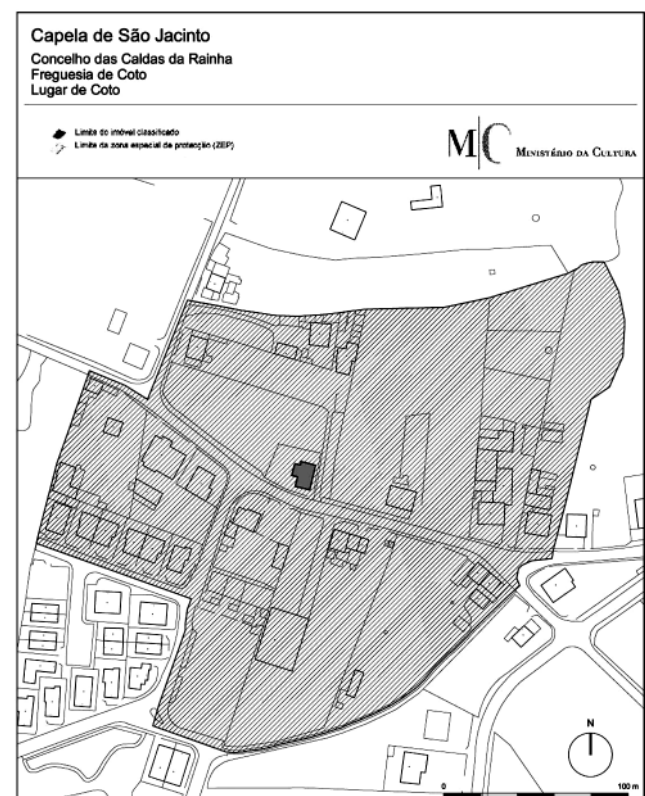 Capela de São Jacinto
Concelho das Caldas da Rainha
Freguesia de Coto
Lugar de Coto
Limite do imóvel classificado
Limite da zona especial de protecção (ZEP)
MC MINISTÉRIO DA CULTURA
N
0 100 m